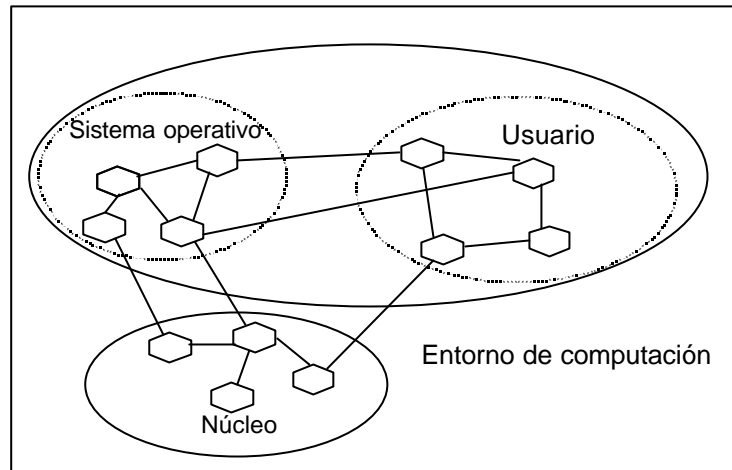 Sistema operativo
Usuario
Entorno de computación
Núcleo